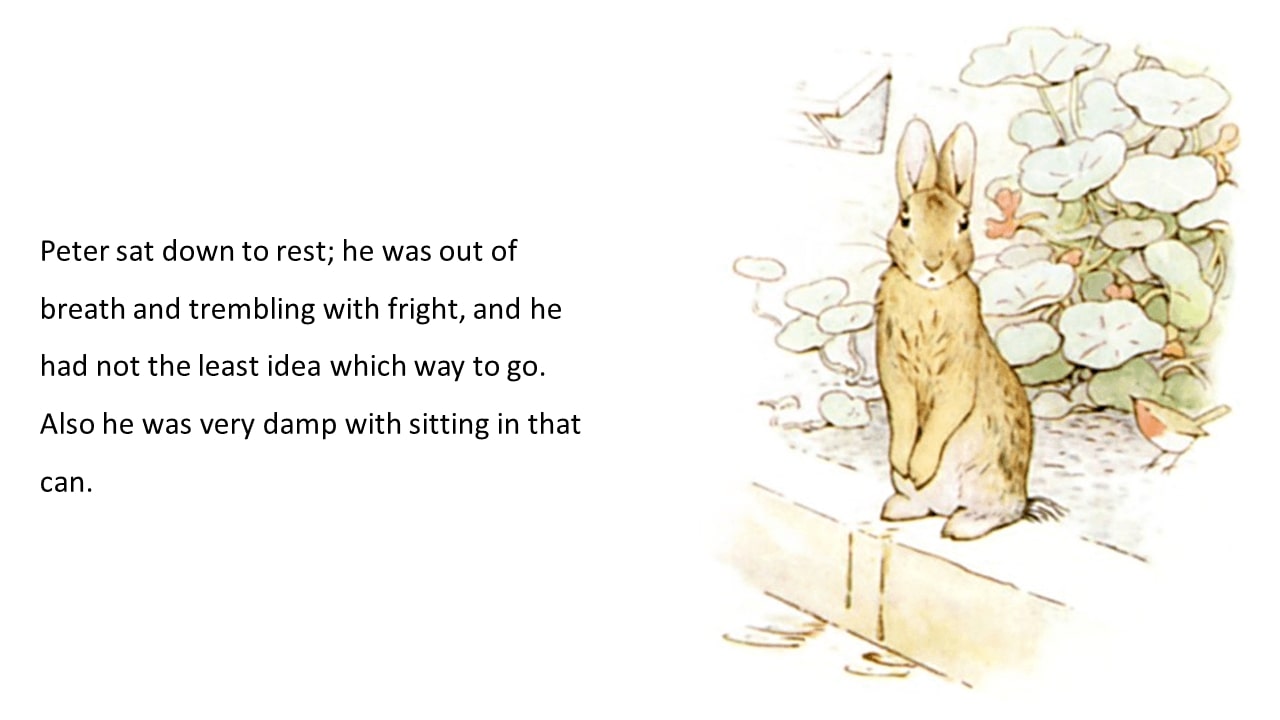 Peter sat down to rest; he was out of
breath and trembling with fright, and he
had not the least idea which way to go.
Also he was very damp with sitting in that
can.